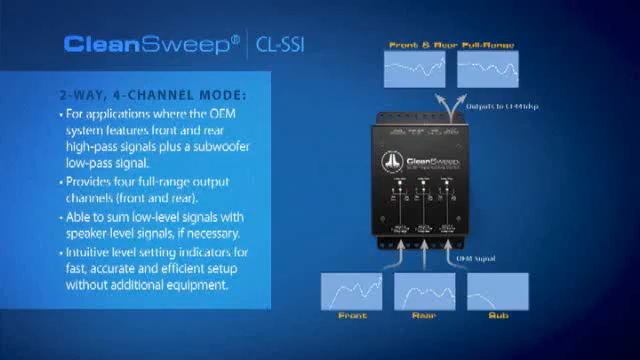 CleanSweep® | CL-SSI
2-WAY, 4-CHANNEL MODE:
• For applications where the OEM
system features front and rear
high-pass signals plus a subwoofer
low-pass signal.
• Provides four full-range output
channels (front and rear).
• Able to sum low-level signals with
speaker level signals, if necessary.
• Intuitive level setting indicators for
fast, accurate and efficient setup
without additional equipment.
Front & Rear Full-Range
Outputs to CL441dsp
CleanSweep
OEM Signal
Front
Rear
Sub